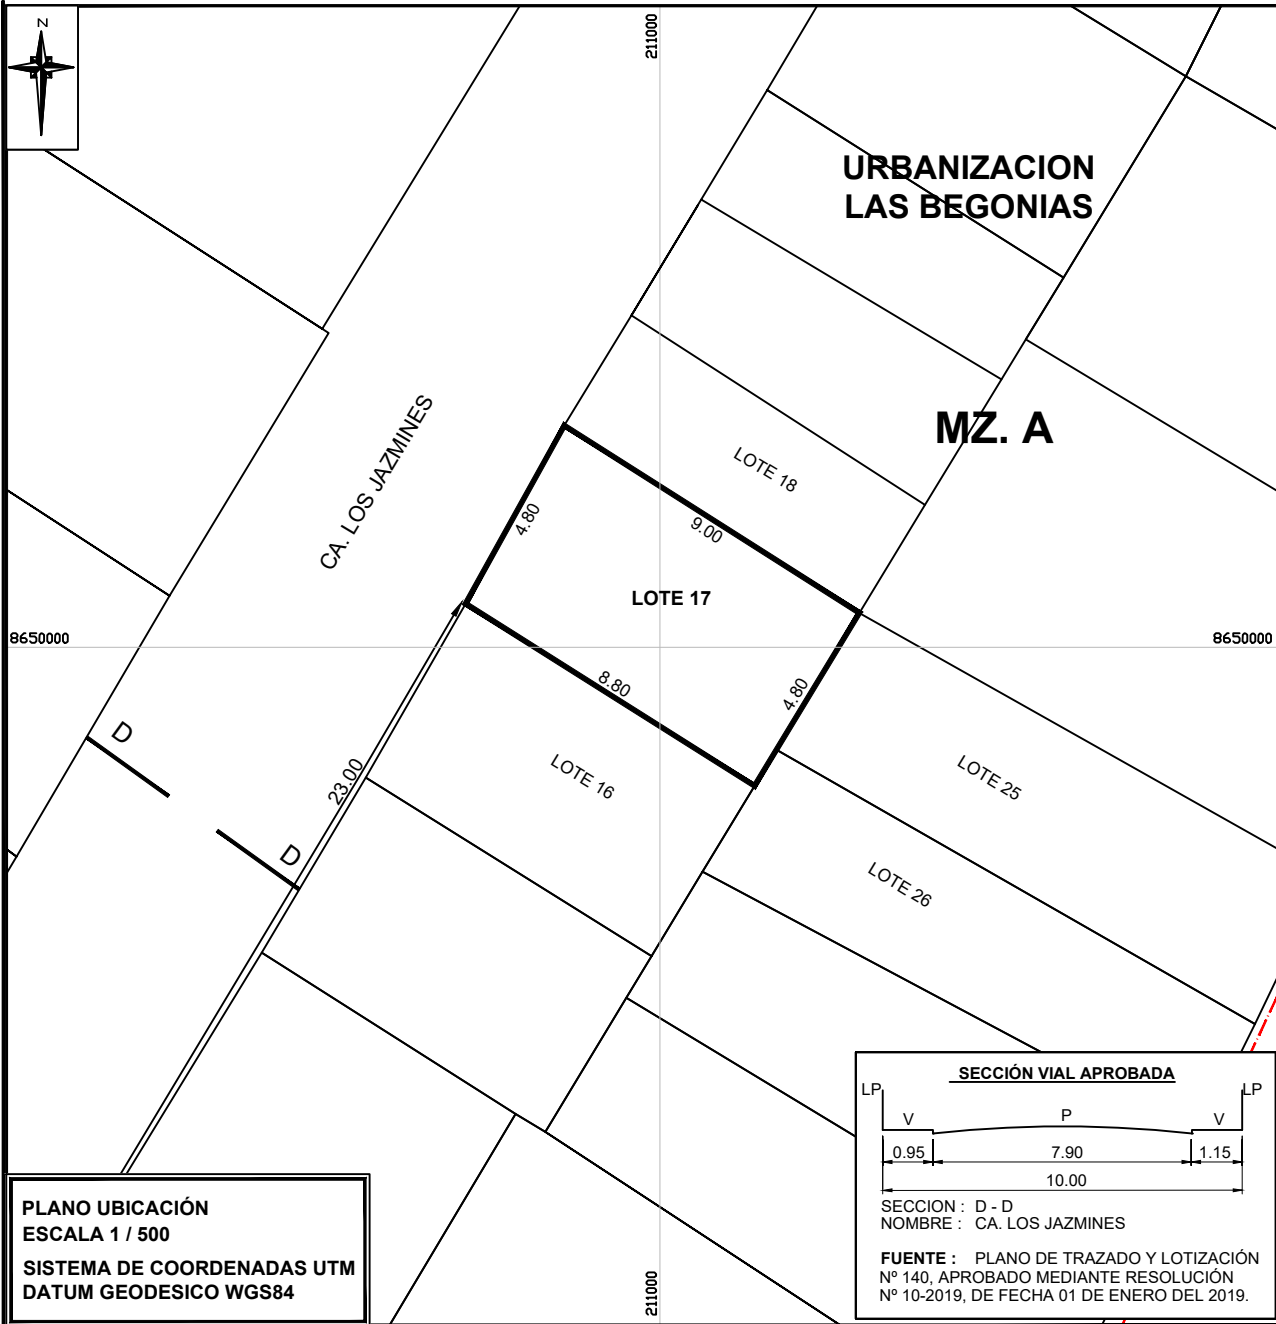 N
211000
URBANIZACION
LAS BEGONIAS
MZ. A
CA. LOS JAZMINES
LOTE 18
4.80
9.00
LOTE 17
8650000
8650000
8.80
4.80
D
23.00
LOTE 16
LOTE 25
D
LOTE 26
211000
SECCIÓN VIAL APROBADA
LP
LP
V
P
V
0.95
7.90
1.15
10.00
SECCION : D - D
NOMBRE : CA. LOS JAZMINES
FUENTE : PLANO DE TRAZADO Y LOTIZACIÓN
Nº 140, APROBADO MEDIANTE RESOLUCIÓN
Nº 10-2019, DE FECHA 01 DE ENERO DEL 2019.
PLANO UBICACIÓN
ESCALA 1 / 500
SISTEMA DE COORDENADAS UTM
DATUM GEODESICO WGS84